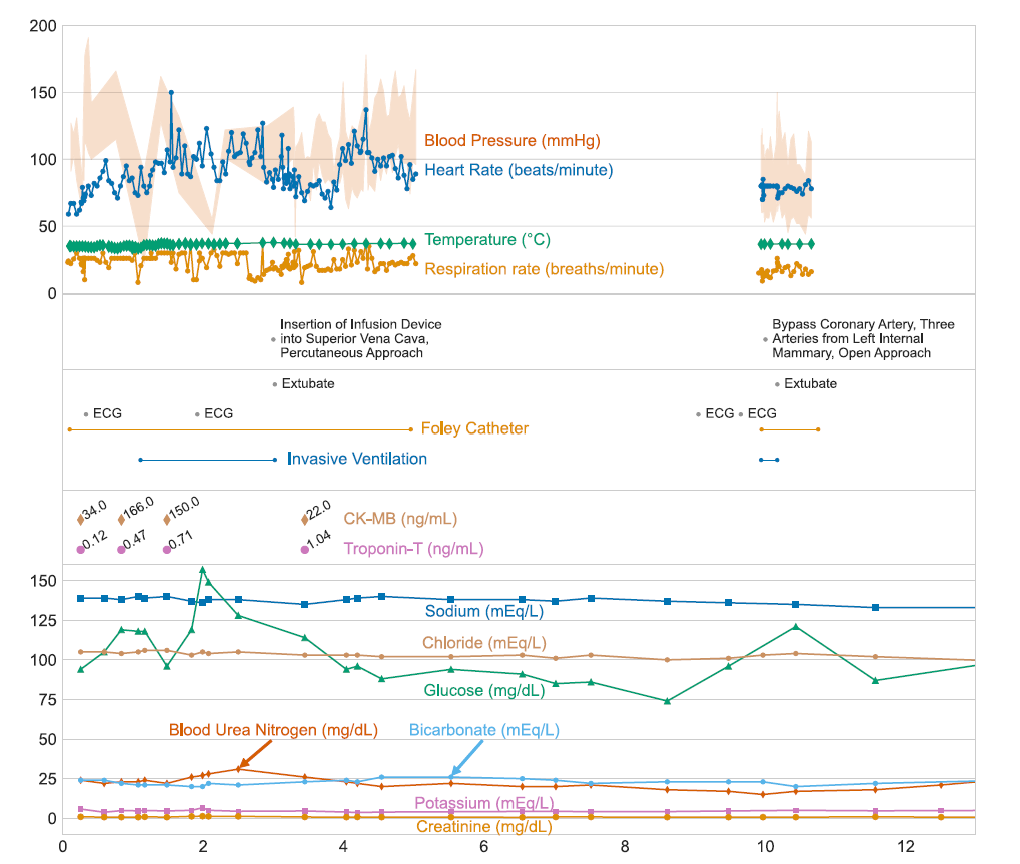 200
150
100
50
0
Blood Pressure (mmHg)
Heart Rate (beats/minute)
Temperature (°C)
Respiration rate (breaths/minute)
Insertion of Infusion Device
into Superior Vena Cava,
Percutaneous Approach
Bypass Coronary Artery, Three
Arteries from Left Internal
Mammary, Open Approach
Extubate
Extubate
ECG
ECG
ECG
ECG
Foley Catheter
Invasive Ventilation
34.0
166.0
150.0
22.0
CK-MB (ng/mL)
0.12
0.47
0.71
1.04
Troponin-T (ng/mL)
150
125
100
75
50
25
0
Sodium (mEq/L)
Chloride (mEq/L)
Glucose (mg/dL)
Blood Urea Nitrogen (mg/dL)
Bicarbonate (mEq/L)
Potassium (mEq/L)
Creatinine (mg/dL)
0 2 4 6 8 10 12